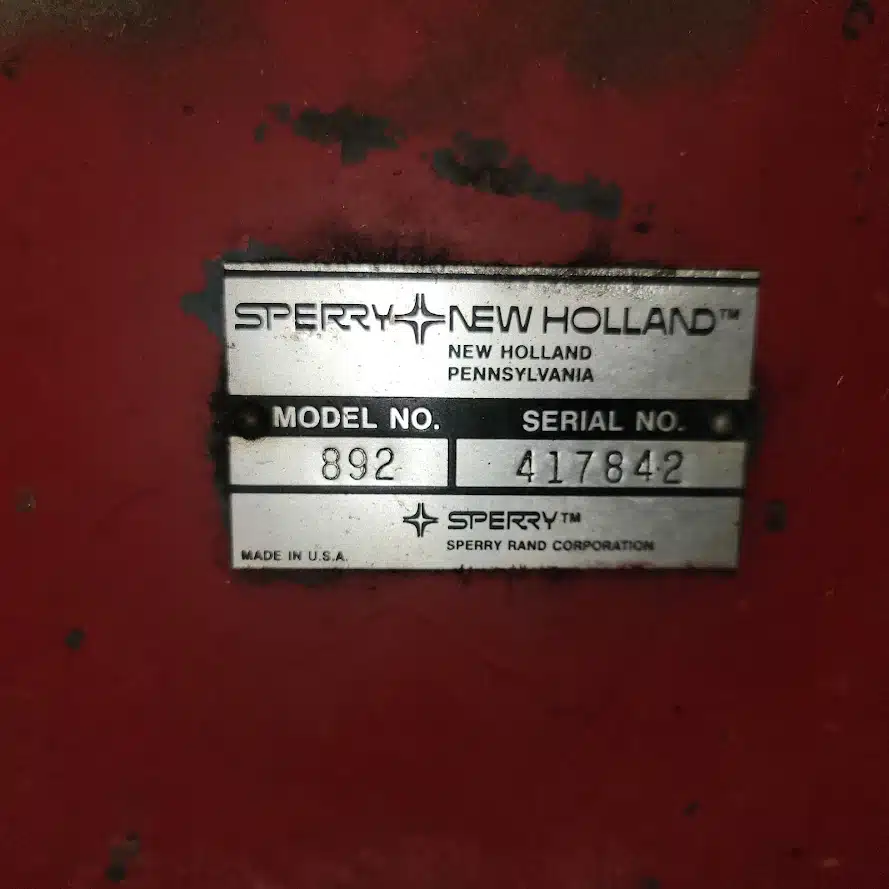 SPERRY NEW HOLLAND™
NEW HOLLAND
PENNSYLVANIA
MODEL NO. SERIAL NO.
892 417842
SPERRY™
SPERRY RAND CORPORATION
MADE IN U.S.A.